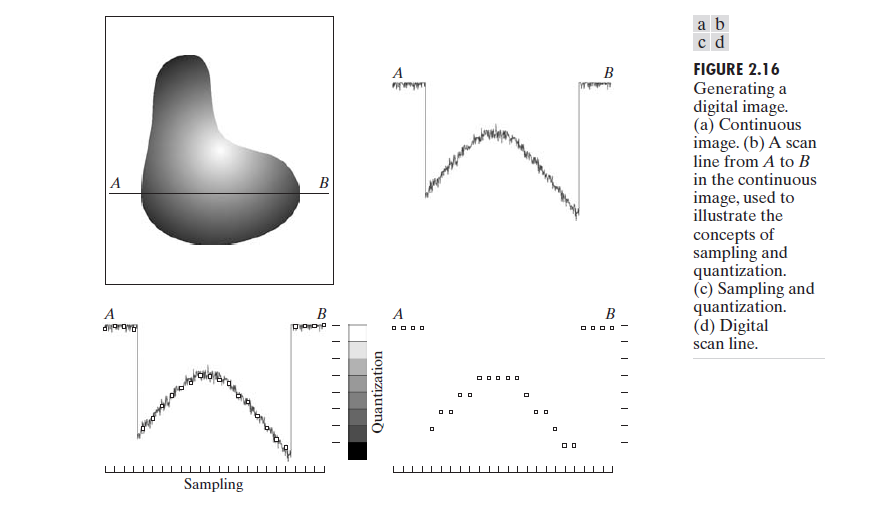 A
B
A
B
A
B
Quantization
Sampling
A
B
a b
c d
FIGURE 2.16
Generating a
digital image.
(a) Continuous
image. (b) A scan
line from A to B
in the continuous
image, used to
illustrate the
concepts of
sampling and
quantization.
(c) Sampling and
quantization.
(d) Digital
scan line.